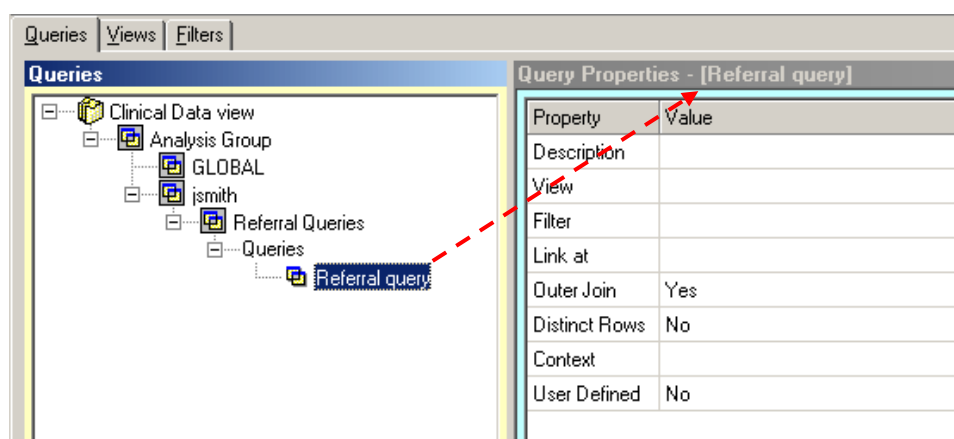 Queries Views Filters
Queries
Clinical Data view
Analysis Group
GLOBAL
jsmith
Referral Queries
Queries
Referral query
Query Properties - [Referral query]
Property Value
Description
View
Filter
Link at
Outer Join Yes
Distinct Rows No
Context
User Defined No